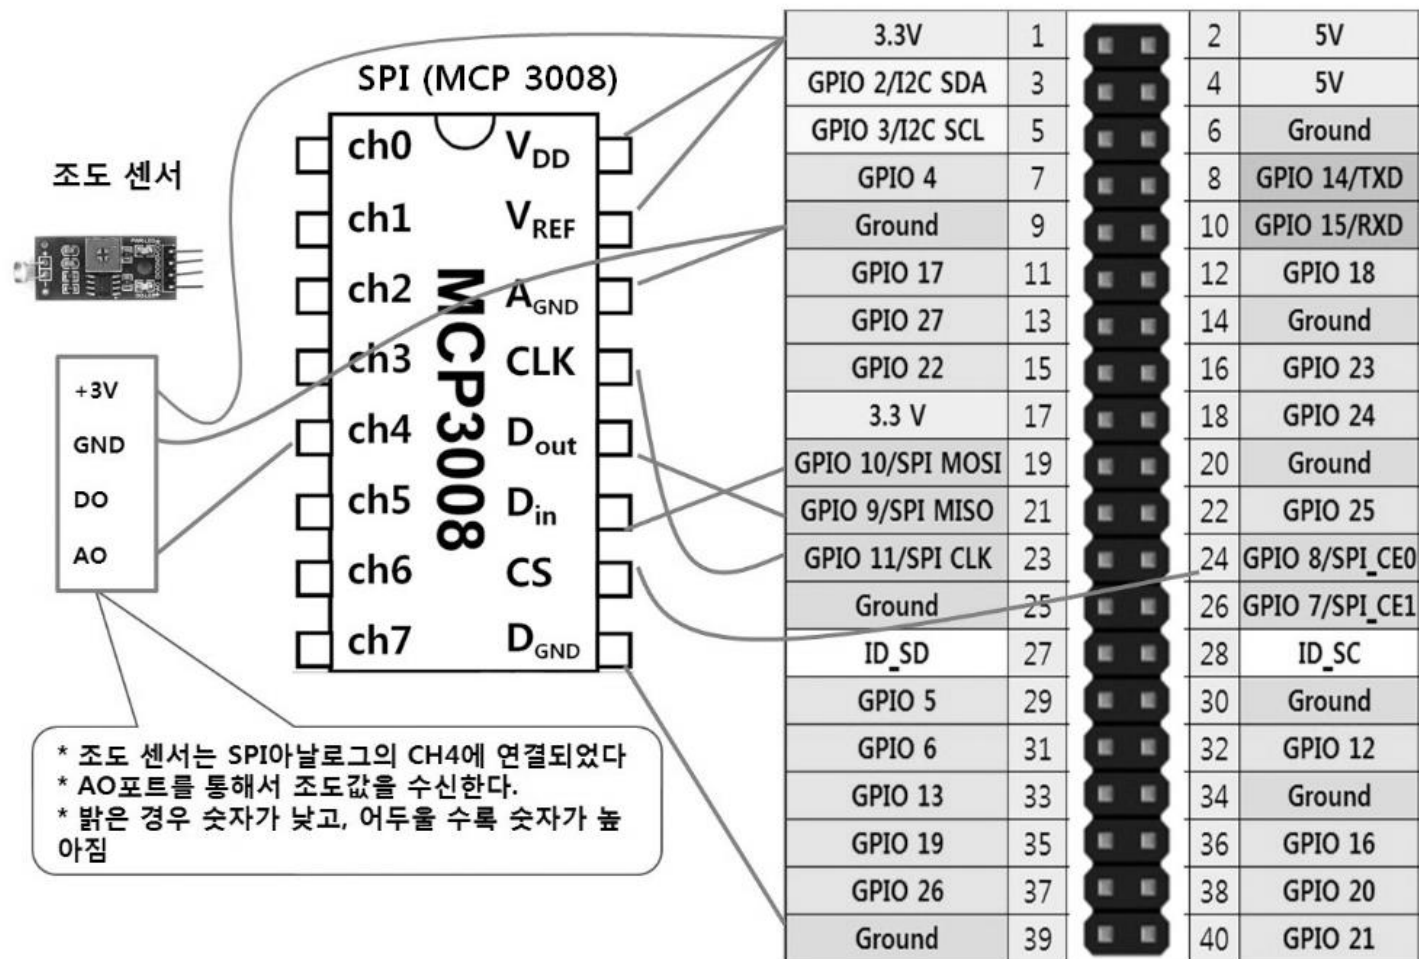 SPI (MCP 3008)
조도 센서
+3V
GND
DO
AO
ch0 VDD
ch1 VREF
ch2 AGND
ch3 CLK
ch4 Dout
ch5 Din
ch6 CS
ch7 DGND
MCP3008
* 조도 센서는 SPI아날로그의 CH4에 연결되었다
* AO포트를 통해서 조도값을 수신한다.
* 밝은 경우 숫자가 낮고, 어두울 수록 숫자가 높
아짐
3.3V 1 2 5V
GPIO 2/I2C SDA 3 4 5V
GPIO 3/I2C SCL 5 6 Ground
GPIO 4 7 8 GPIO 14/TXD
Ground 9 10 GPIO 15/RXD
GPIO 17 11 12 GPIO 18
GPIO 27 13 14 Ground
GPIO 22 15 16 GPIO 23
3.3 V 17 18 GPIO 24
GPIO 10/SPI MOSI 19 20 Ground
GPIO 9/SPI MISO 21 22 GPIO 25
GPIO 11/SPI CLK 23 24 GPIO 8/SPI_CE0
Ground 25 26 GPIO 7/SPI_CE1
ID_SD 27 28 ID_SC
GPIO 5 29 30 Ground
GPIO 6 31 32 GPIO 12
GPIO 13 33 34 Ground
GPIO 19 35 36 GPIO 16
GPIO 26 37 38 GPIO 20
Ground 39 40 GPIO 21